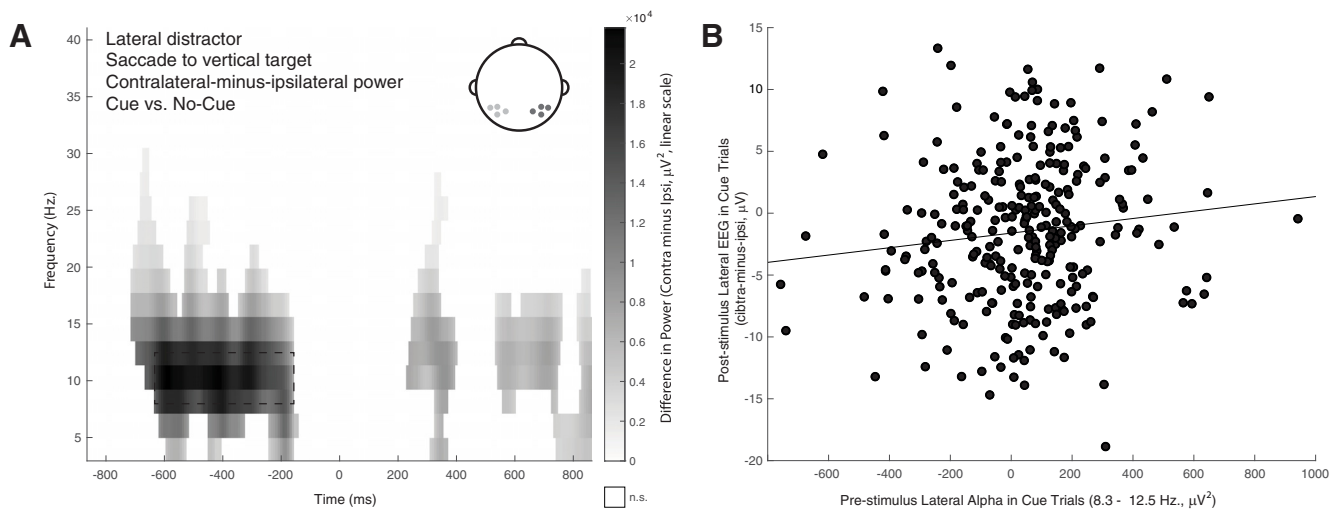 A
Lateral distractor
Saccade to vertical target
Contralateral-minus-ipsilateral power
Cue vs. No-Cue
Frequency (Hz.)
40
35
30
25
20
15
10
5
-800 -600 -400 -200 0 200 400 600 800
Time (ms)
×10⁴
2
1.8
1.6
1.4
1.2
1
0.8
0.6
0.4
0.2
0
Difference in Power (Contra minus Ipsi, μV², linear scale)
n.s.
B
Post-stimulus Lateral EEG in Cue Trials
(cibtra-minus-ipsi, μV)
15
10
5
0
-5
-10
-15
-20
-600 -400 -200 0 200 400 600 800 1000
Pre-stimulus Lateral Alpha in Cue Trials (8.3 - 12.5 Hz., μV²)